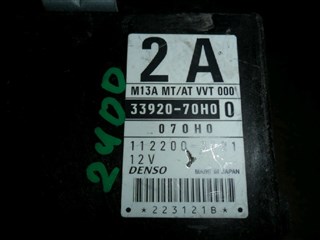 2A
M13A MT/AT VVT 000
33920-70H0 0
070H0
112200-
12V
DENSO
MADE IN JAPAN
*223121B*
2400